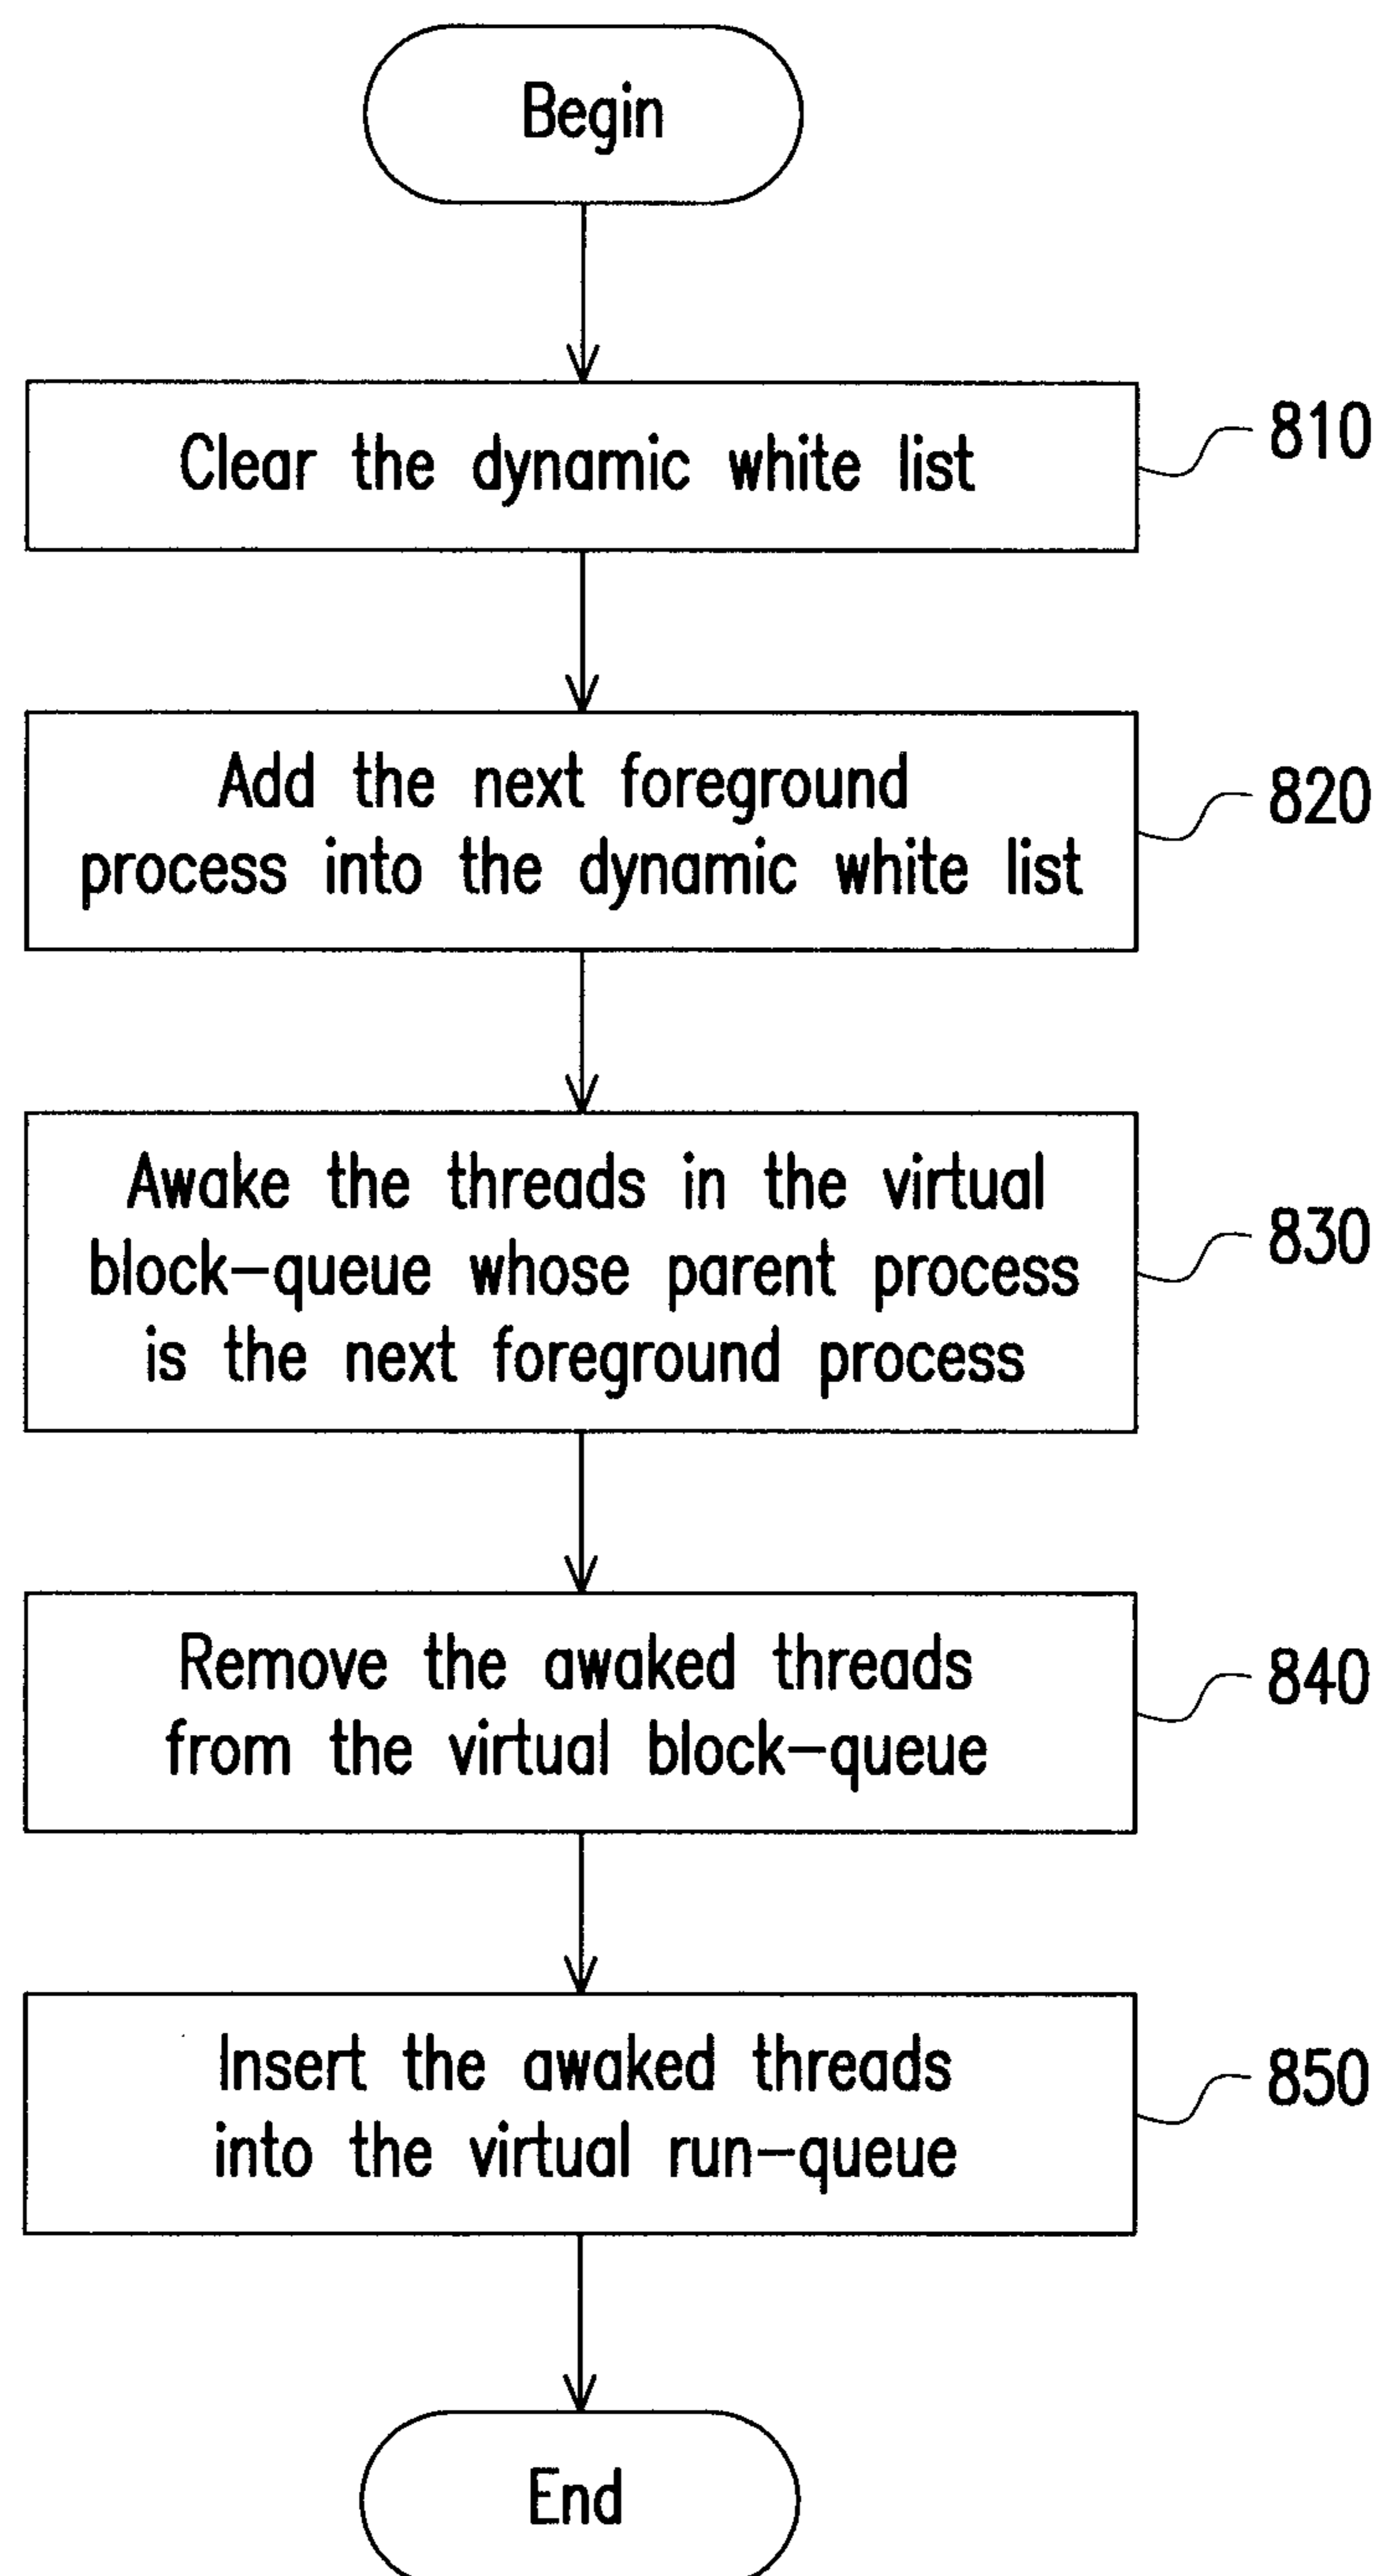 Begin
Clear the dynamic white list
810
Add the next foreground
process into the dynamic white list
820
Awake the threads in the virtual
block-queue whose parent process
is the next foreground process
830
Remove the awaked threads
from the virtual block-queue
840
Insert the awaked threads
into the virtual run-queue
850
End